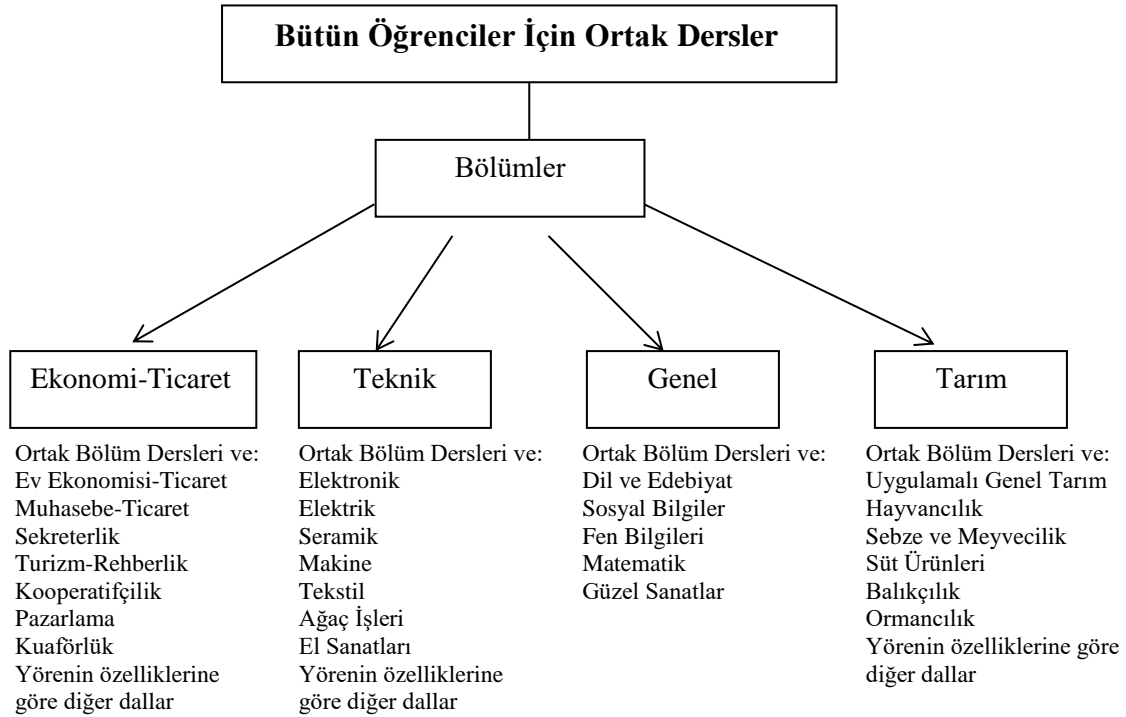 Bütün Öğrenciler İçin Ortak Dersler
Bölümler
Ekonomi-Ticaret
Ortak Bölüm Dersleri ve:
Ev Ekonomisi-Ticaret
Muhasebe-Ticaret
Sekreterlik
Turizm-Rehberlik
Kooperatifçilik
Pazarlama
Kuaförlük
Yörenin özelliklerine
göre diğer dallar
Teknik
Ortak Bölüm Dersleri ve:
Elektronik
Elektrik
Seramik
Makine
Tekstil
Ağaç İşleri
El Sanatları
Yörenin özelliklerine
göre diğer dallar
Genel
Ortak Bölüm Dersleri ve:
Dil ve Edebiyat
Sosyal Bilgiler
Fen Bilgileri
Matematik
Güzel Sanatlar
Tarım
Ortak Bölüm Dersleri ve:
Uygulamalı Genel Tarım
Hayvancılık
Sebze ve Meyvecilik
Süt Ürünleri
Balıkçılık
Ormancılık
Yörenin özelliklerine göre
diğer dallar